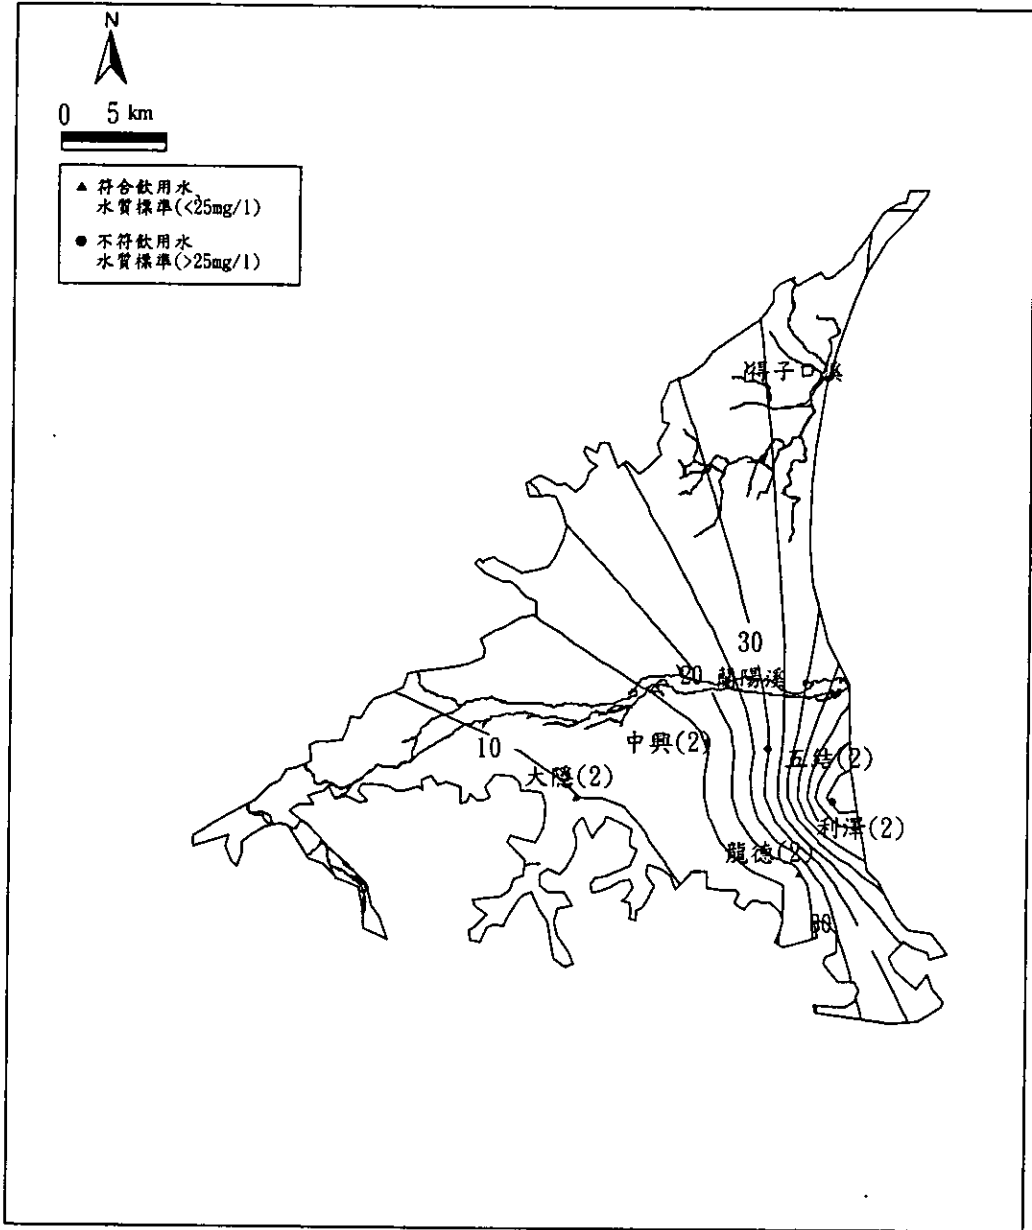 N
0 5 km
▲ 符合飲用水
水質標準(<25mg/l)
● 不符飲用水
水質標準(>25mg/l)
得子口溪
30
20 蘭陽溪
中興(2)
五結(2)
10
大隱(2)
利澤(2)
龍德(2)